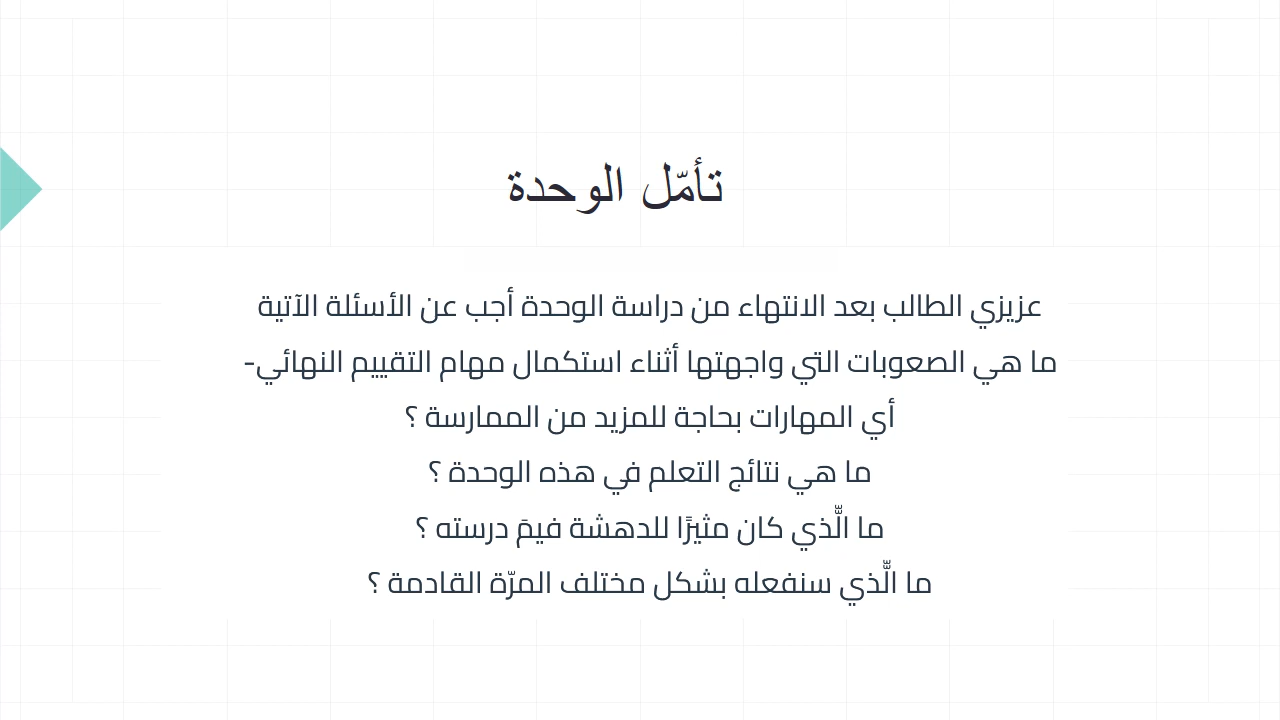 تأمّل الوحدة
عزيزي الطالب بعد الانتهاء من دراسة الوحدة أجب عن الأسئلة الآتية
ما هي الصعوبات التي واجهتها أثناء استكمال مهام التقييم النهائي-
أي المهارات بحاجة للمزيد من الممارسة ؟
ما هي نتائج التعلم في هذه الوحدة ؟
ما الَّذي كان مثيرًا للدهشة فيمَ درسته ؟
ما الَّذي سنفعله بشكل مختلف المرّة القادمة ؟